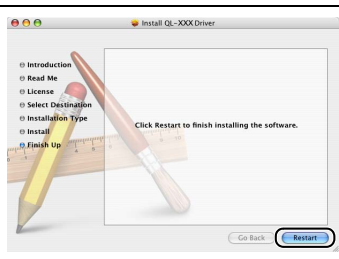 Install QL-XXX Driver
Introduction
Read Me
License
Select Destination
Installation Type
Install
Finish Up
Click Restart to finish installing the software.
Go Back
Restart